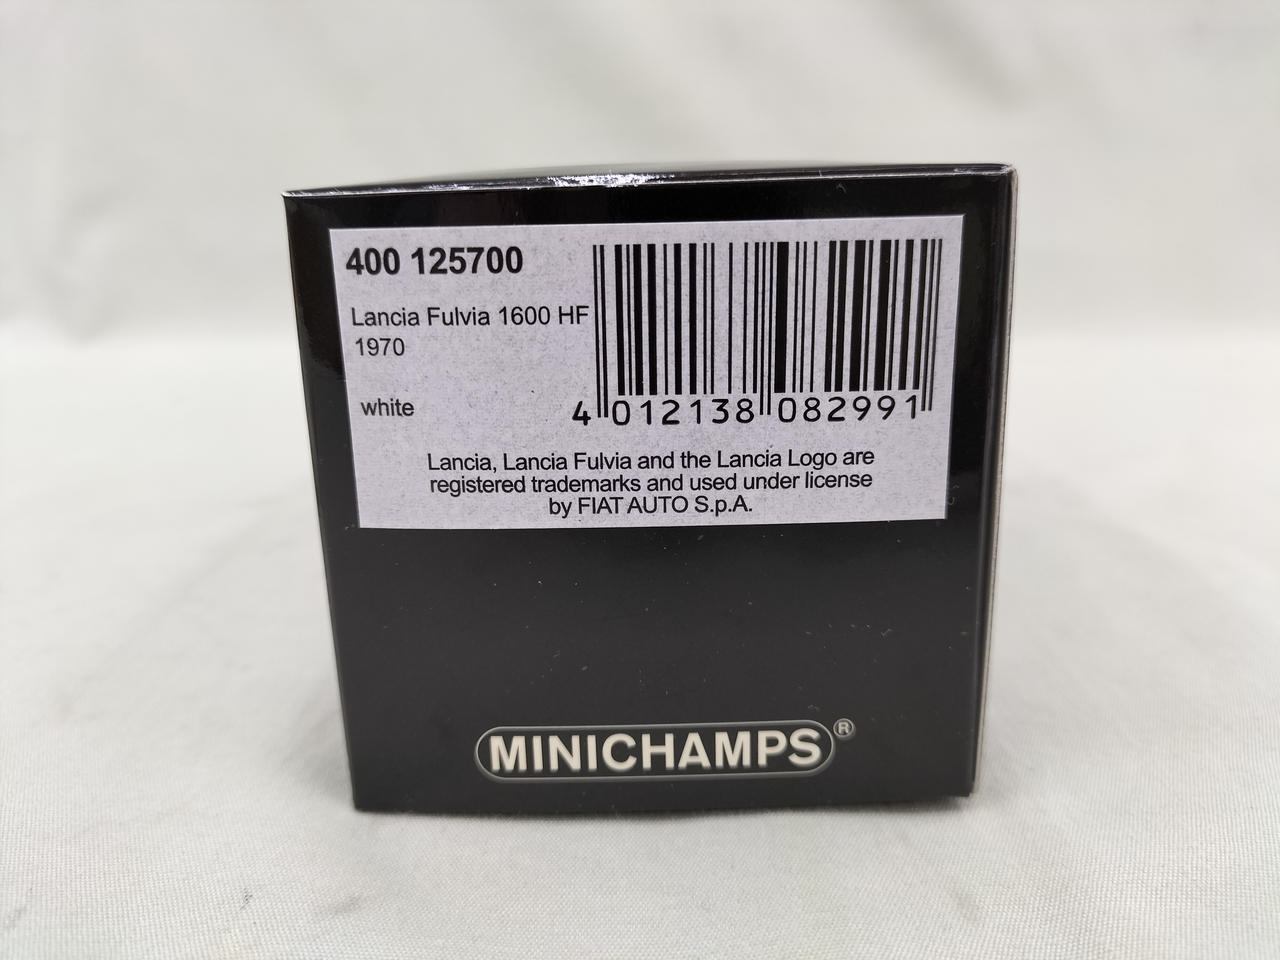 400 125700
Lancia Fulvia 1600 HF
1970
white
4 012138 082991
Lancia, Lancia Fulvia and the Lancia Logo are
registered trademarks and used under license
by FIAT AUTO S.p.A.
MINICHAMPS®